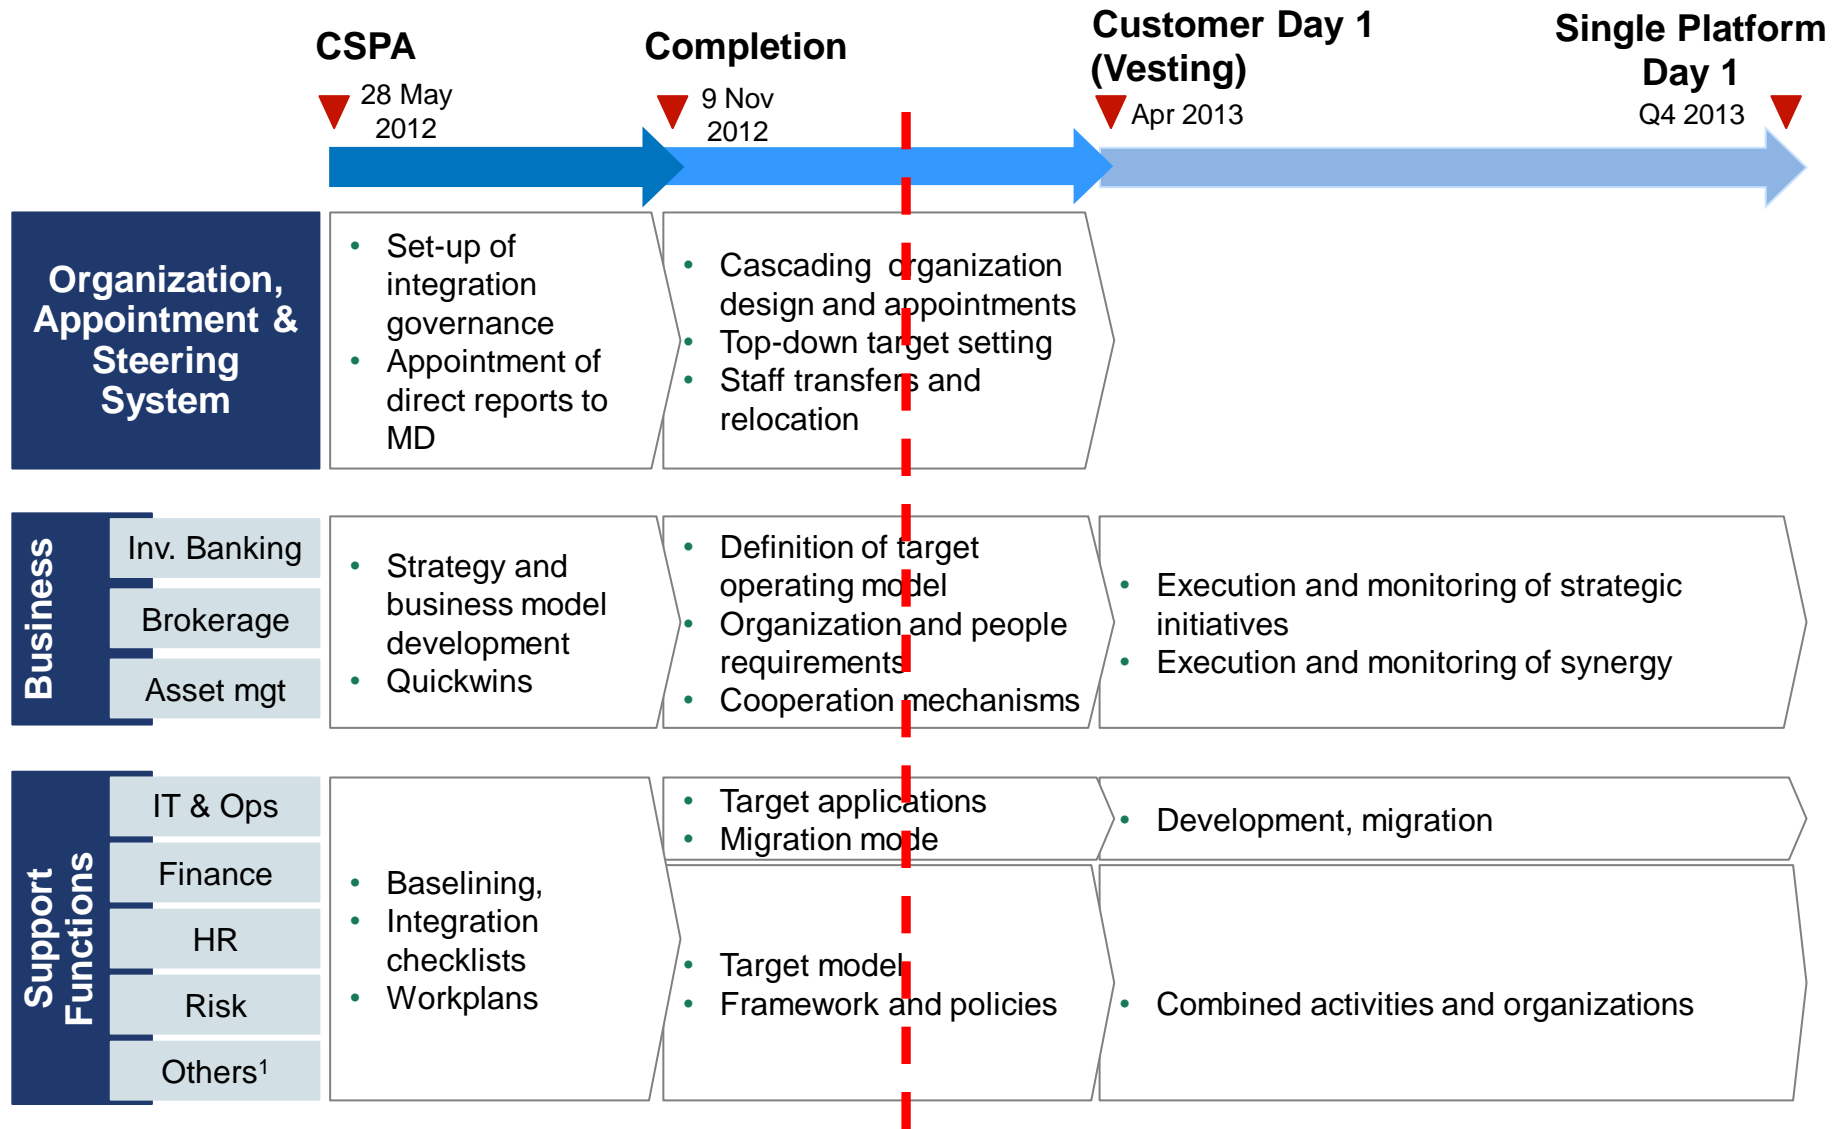 CSPA
28 May
2012
Completion
9 Nov
2012
Customer Day 1
(Vesting)
Apr 2013
Single Platform
Day 1
Q4 2013
Organization,
Appointment &
Steering
System
• Set-up of
integration
governance
• Appointment of
direct reports to
MD
• Cascading organization
design and appointments
• Top-down target setting
• Staff transfers and
relocation
Business
Inv. Banking
Brokerage
Asset mgt
• Strategy and
business model
development
• Quickwins
• Definition of target
operating model
• Organization and people
requirements
• Cooperation mechanisms
• Execution and monitoring of strategic
initiatives
• Execution and monitoring of synergy
Support
Functions
IT & Ops
Finance
HR
Risk
Others¹
• Baselining,
• Integration
checklists
• Workplans
• Target applications
• Migration mode
• Development, migration
• Target model
• Framework and policies
• Combined activities and organizations